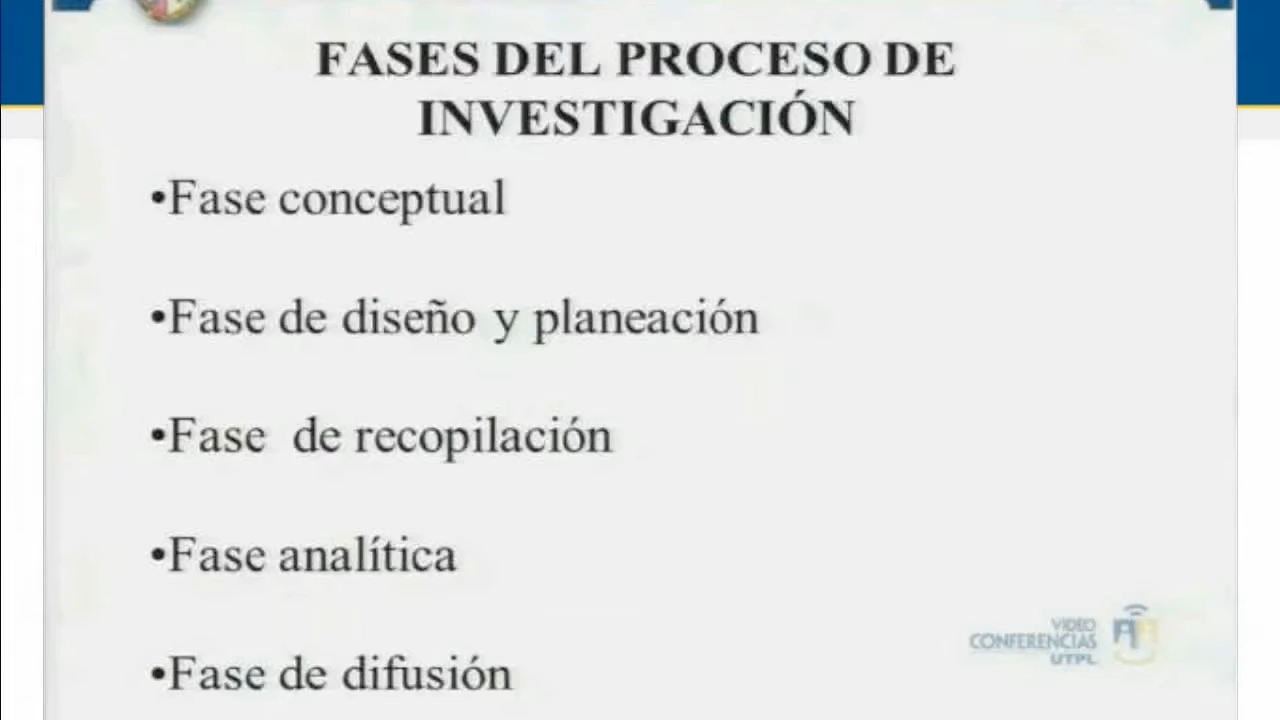 FASES DEL PROCESO DE
INVESTIGACIÓN
•Fase conceptual
•Fase de diseño y planeación
•Fase de recopilación
•Fase analítica
•Fase de difusión
VIDEO
CONFERENCIAS
UTPL